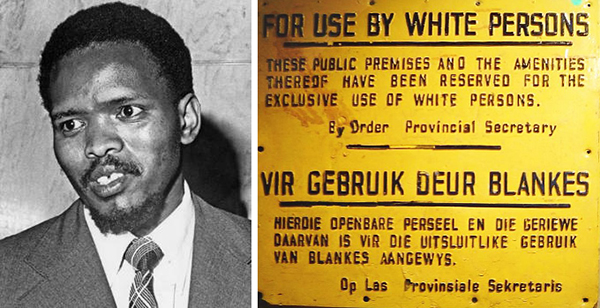 FOR USE BY WHITE PERSONS
THESE PUBLIC PREMISES AND THE AMENITIES
THEREOF HAVE BEEN RESERVED FOR THE
EXCLUSIVE USE OF WHITE PERSONS.
By Order Provincial Secretary
VIR GEBRUIK DEUR BLANKES
HIERDIE OPENBARE PERSEEL EN DIE GERIEWE
DAARVAN IS VIR DIE UITSLUITLIKE GEBRUIK
VAN BLANKES AANGEWYS.
Op Las Provinsiale Sekretaris